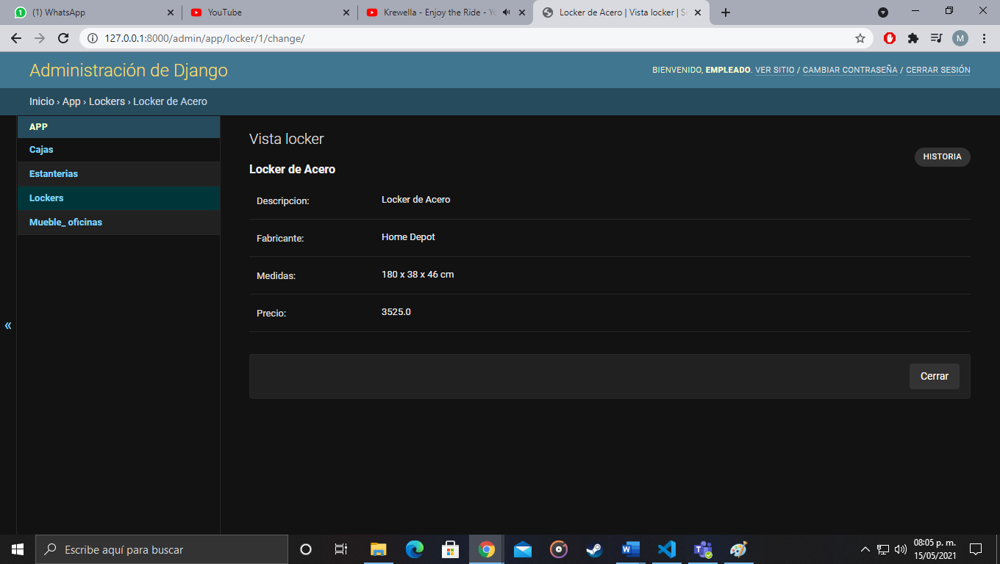 (1) WhatsApp
YouTube
Krewella - Enjoy the Ride - Yo
Locker de Acero | Vista locker | Si
127.0.0.1:8000/admin/app/locker/1/change/
M
Administración de Django
BIENVENIDO, EMPLEADO. VER SITIO / CAMBIAR CONTRASEÑA / CERRAR SESIÓN
Inicio › App › Lockers › Locker de Acero
APP
Cajas
Estanterias
Lockers
Mueble_ oficinas
«
Vista locker
HISTORIA
Locker de Acero
Descripcion: Locker de Acero
Fabricante: Home Depot
Medidas: 180 x 38 x 46 cm
Precio: 3525.0
Cerrar
Escribe aquí para buscar
08:05 p. m.
15/05/2021